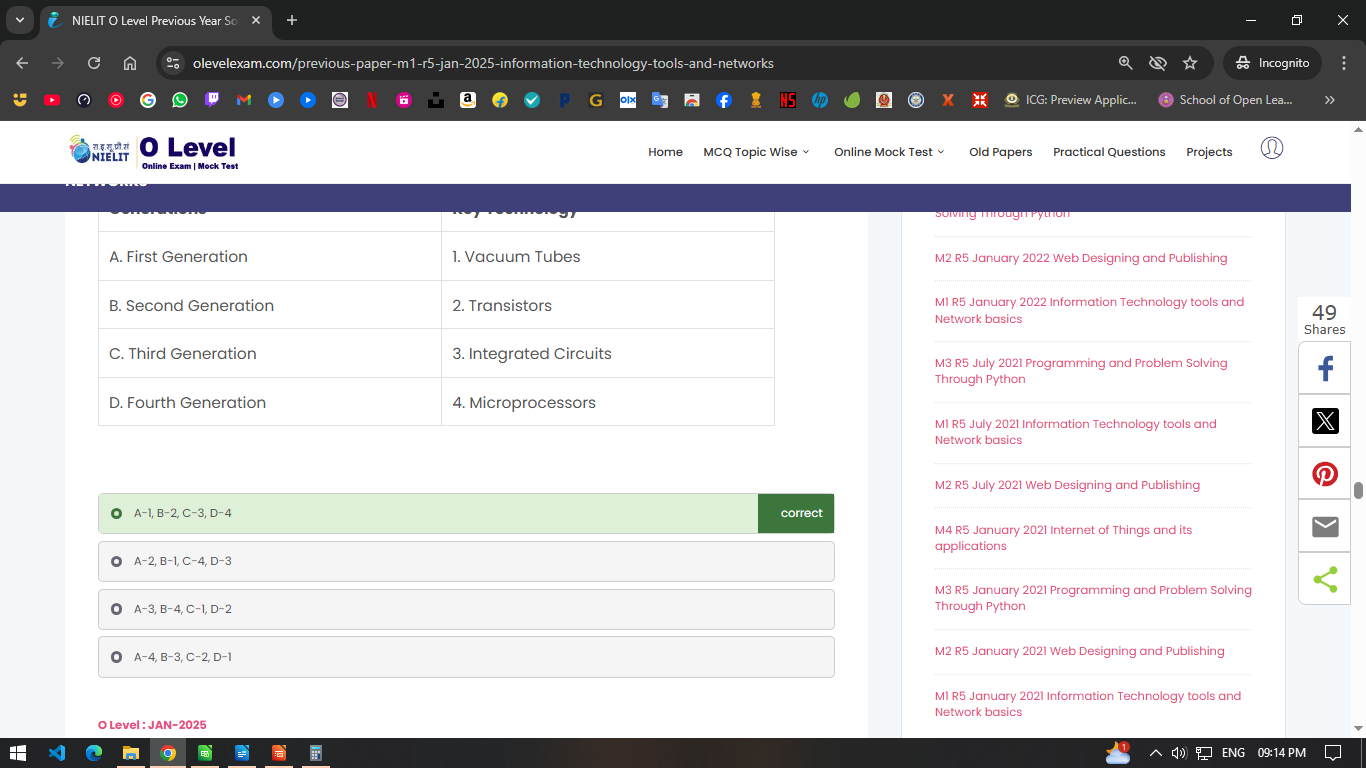 NIELIT O Level Previous Year So
olevelexam.com/previous-paper-m1-r5-jan-2025-information-technology-tools-and-networks
Incognito
ICG: Preview Applic...
School of Open Lea...
NIELIT
O Level
Online Exam | Mock Test
Home
MCQ Topic Wise
Online Mock Test
Old Papers
Practical Questions
Projects
NETWORKS
Generations
Key Technology
A. First Generation
1. Vacuum Tubes
B. Second Generation
2. Transistors
C. Third Generation
3. Integrated Circuits
D. Fourth Generation
4. Microprocessors
A-1, B-2, C-3, D-4
correct
A-2, B-1, C-4, D-3
A-3, B-4, C-1, D-2
A-4, B-3, C-2, D-1
O Level : JAN-2025
Solving Through Python
M2 R5 January 2022 Web Designing and Publishing
M1 R5 January 2022 Information Technology tools and
Network basics
M3 R5 July 2021 Programming and Problem Solving
Through Python
M1 R5 July 2021 Information Technology tools and
Network basics
M2 R5 July 2021 Web Designing and Publishing
M4 R5 January 2021 Internet of Things and its
applications
M3 R5 January 2021 Programming and Problem Solving
Through Python
M2 R5 January 2021 Web Designing and Publishing
M1 R5 January 2021 Information Technology tools and
Network basics
49
Shares
1
ENG
09:14 PM